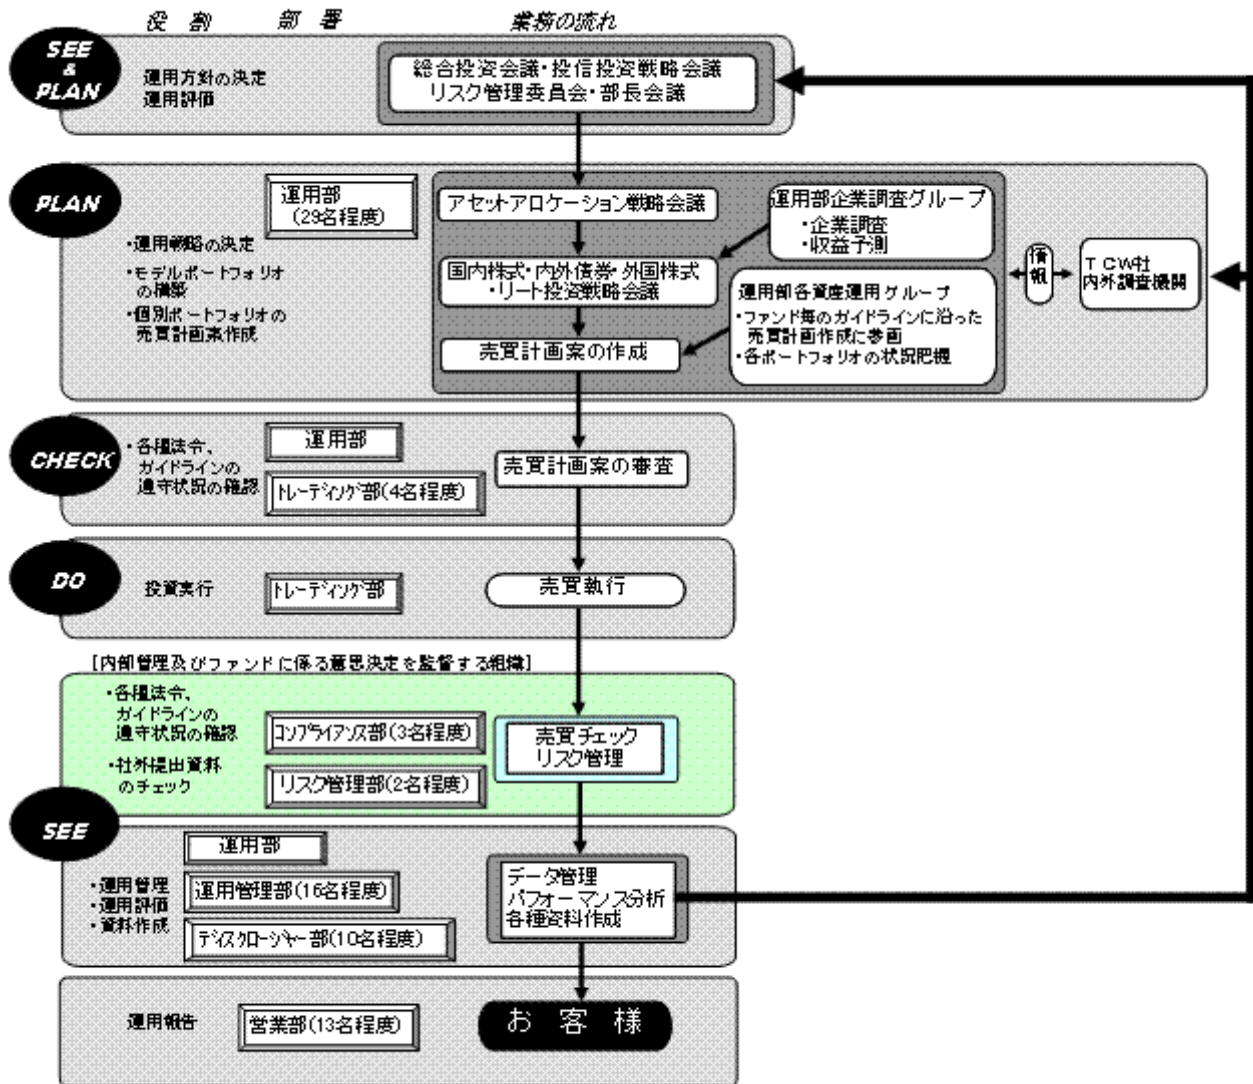 役 割
部 署
業務の流れ
SEE
&
PLAN
運用方針の決定
運用評価
総合投資会議・投信投資戦略会議
リスク管理委員会・部長会議
PLAN
運用部
(29名程度)
・運用戦略の決定
・モデルポートフォリオ
の構築
・個別ポートフォリオの
売買計画案作成
アセットアロケーション戦略会議
国内株式・内外債券・外国株式
・リート投資戦略会議
売買計画案の作成
運用部企業調査グループ
・企業調査
・収益予測
運用部各資産運用グループ
・ファンド毎のガイドラインに沿った
売買計画作成に参画
・各ポートフォリオの状況把握
情報
TCW社
内外調査機関
CHECK
・各種法令、
ガイドラインの
遵守状況の確認
運用部
トレーディング部(4名程度)
売買計画案の審査
DO
投資実行
トレーディング部
売買執行
[内部管理及びファンドに係る意思決定を監督する組織]
・各種法令、
ガイドラインの
遵守状況の確認
・社外提出資料
のチェック
コンプライアンス部(3名程度)
リスク管理部(2名程度)
売買チェック
リスク管理
SEE
・運用管理
・運用評価
・資料作成
運用部
運用管理部(16名程度)
ディスクロージャー部(10名程度)
データ管理
パフォーマンス分析
各種資料作成
運用報告
営業部(13名程度)
お 客 様